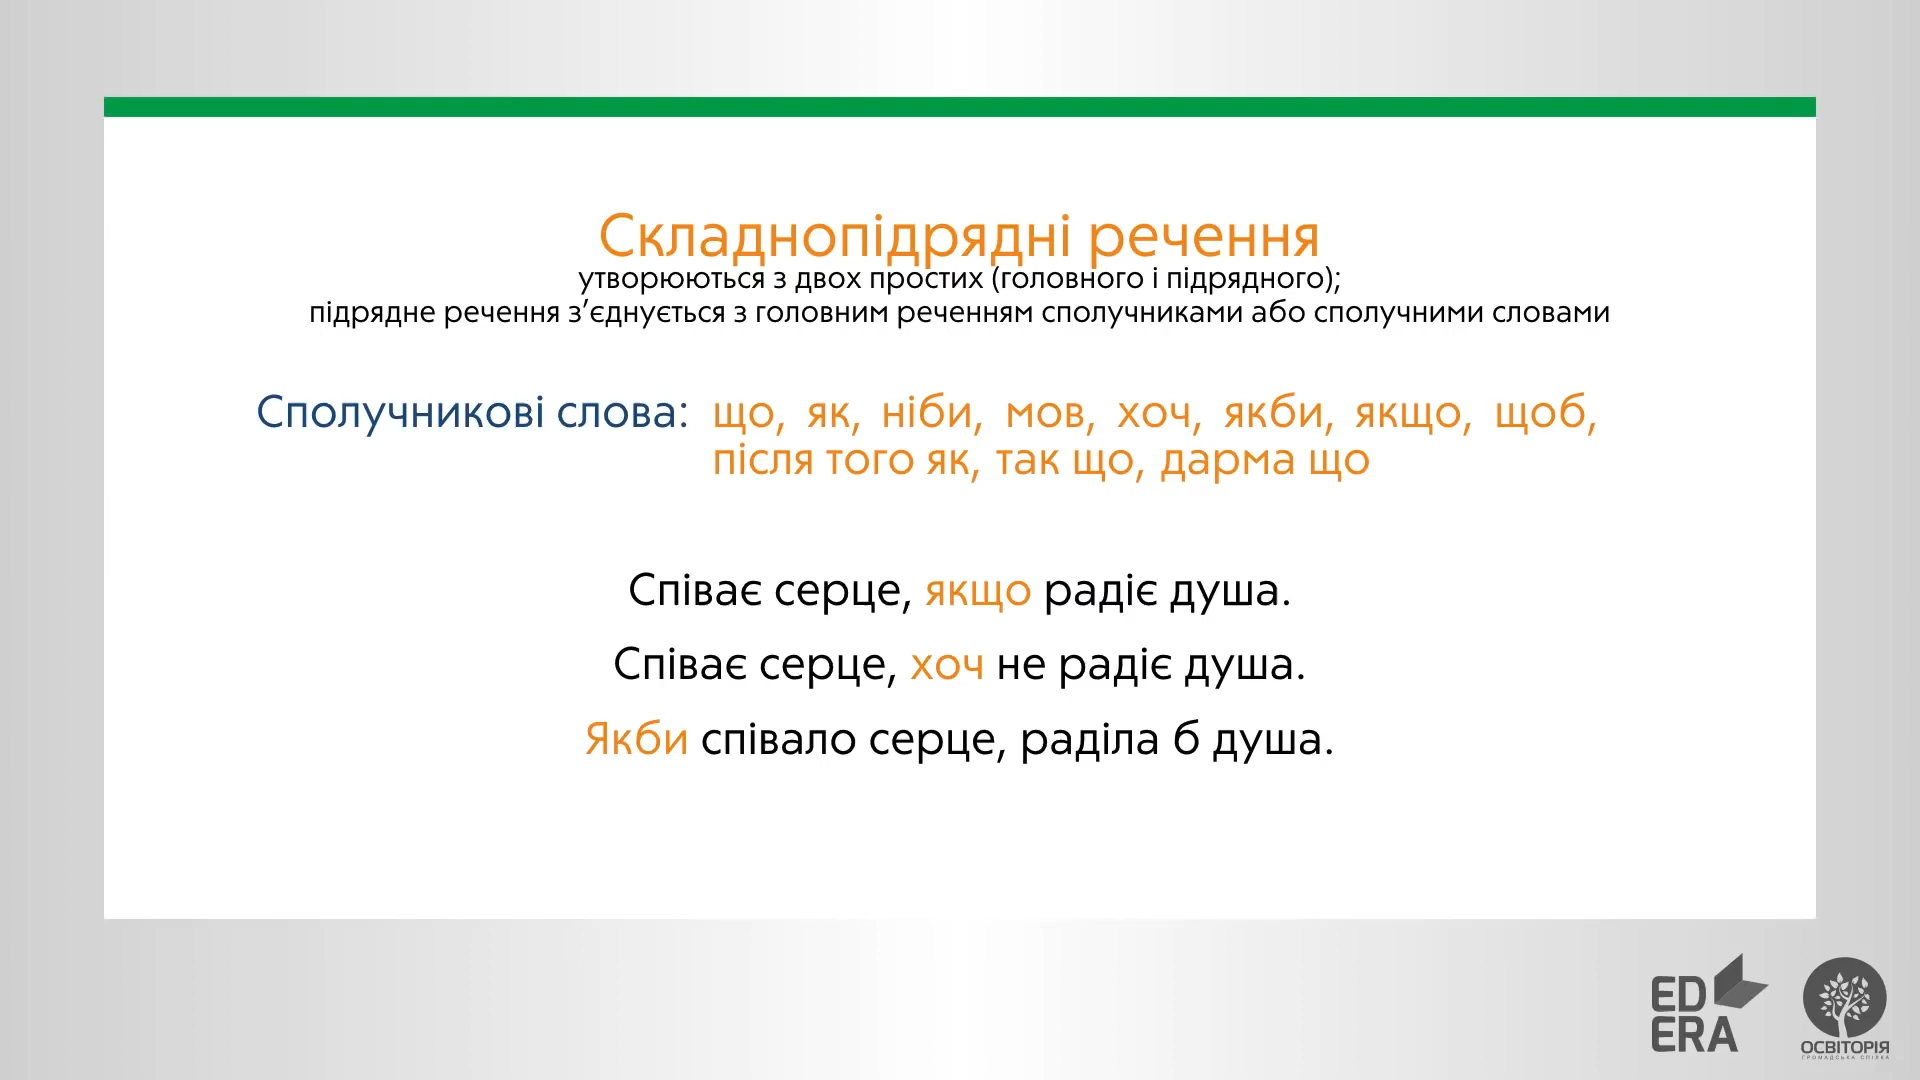 Складнопідрядні речення
утворюються з двох простих (головного і підрядного);
підрядне речення з’єднується з головним реченням сполучниками або сполучними словами
Сполучникові слова: що, як, ніби, мов, хоч, якби, якщо, щоб,
після того як, так що, дарма що
Співає серце, якщо радіє душа.
Співає серце, хоч не радіє душа.
Якби співало серце, раділа б душа.
ED
ERA
ОСВІТОРІЯ
ГРОМАДСЬКА СПІЛКА